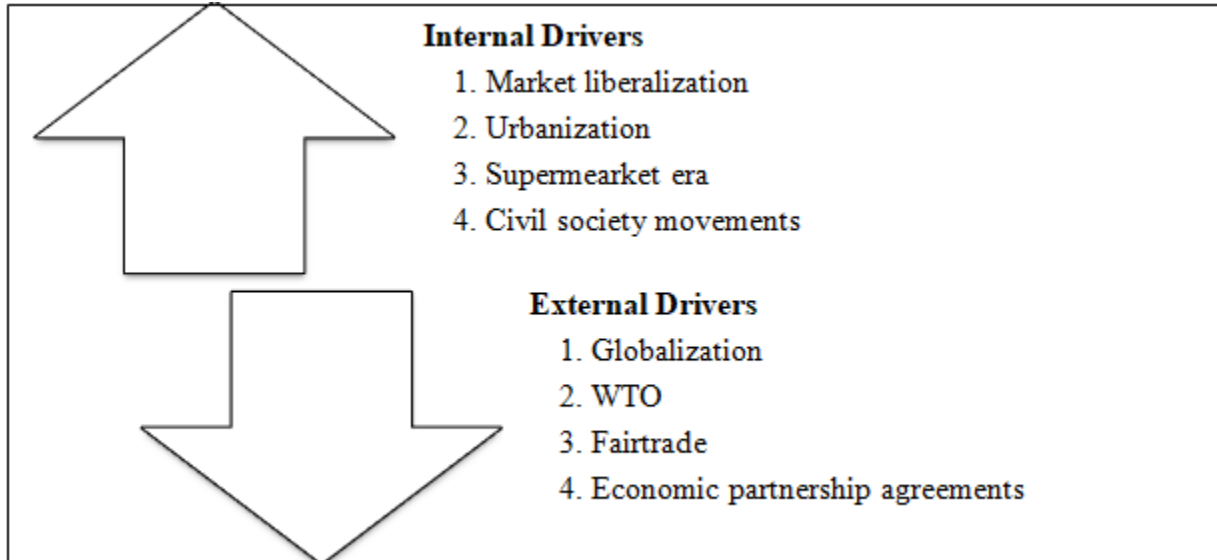 Internal Drivers
1. Market liberalization
2. Urbanization
3. Supermearket era
4. Civil society movements
External Drivers
1. Globalization
2. WTO
3. Fairtrade
4. Economic partnership agreements